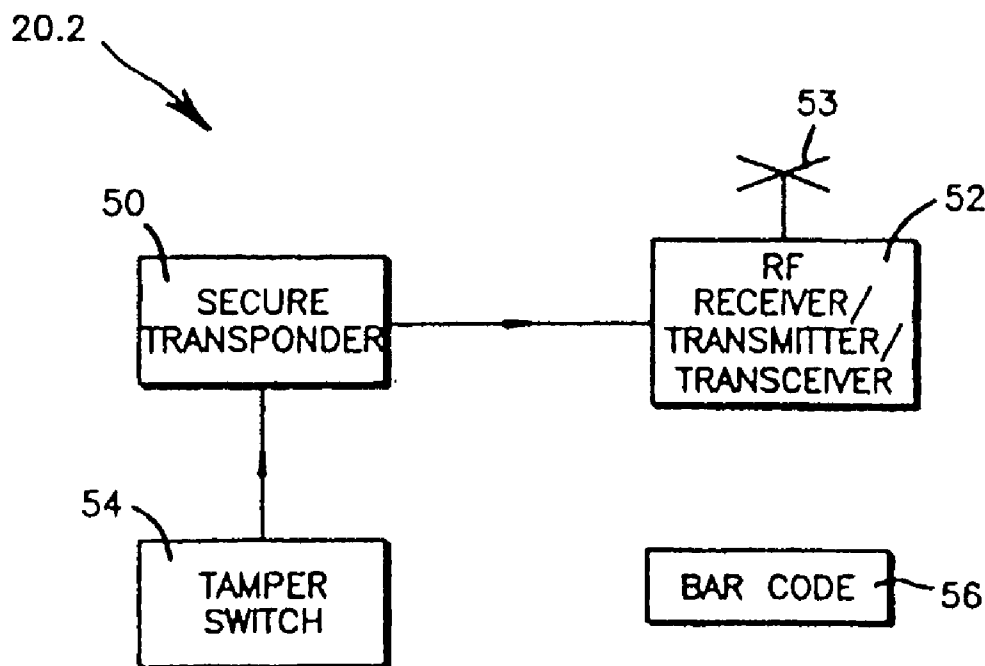 20.2
53
50
52
SECURE
TRANSPONDER
RF
RECEIVER/
TRANSMITTER/
TRANSCEIVER
54
TAMPER
SWITCH
BAR CODE
56